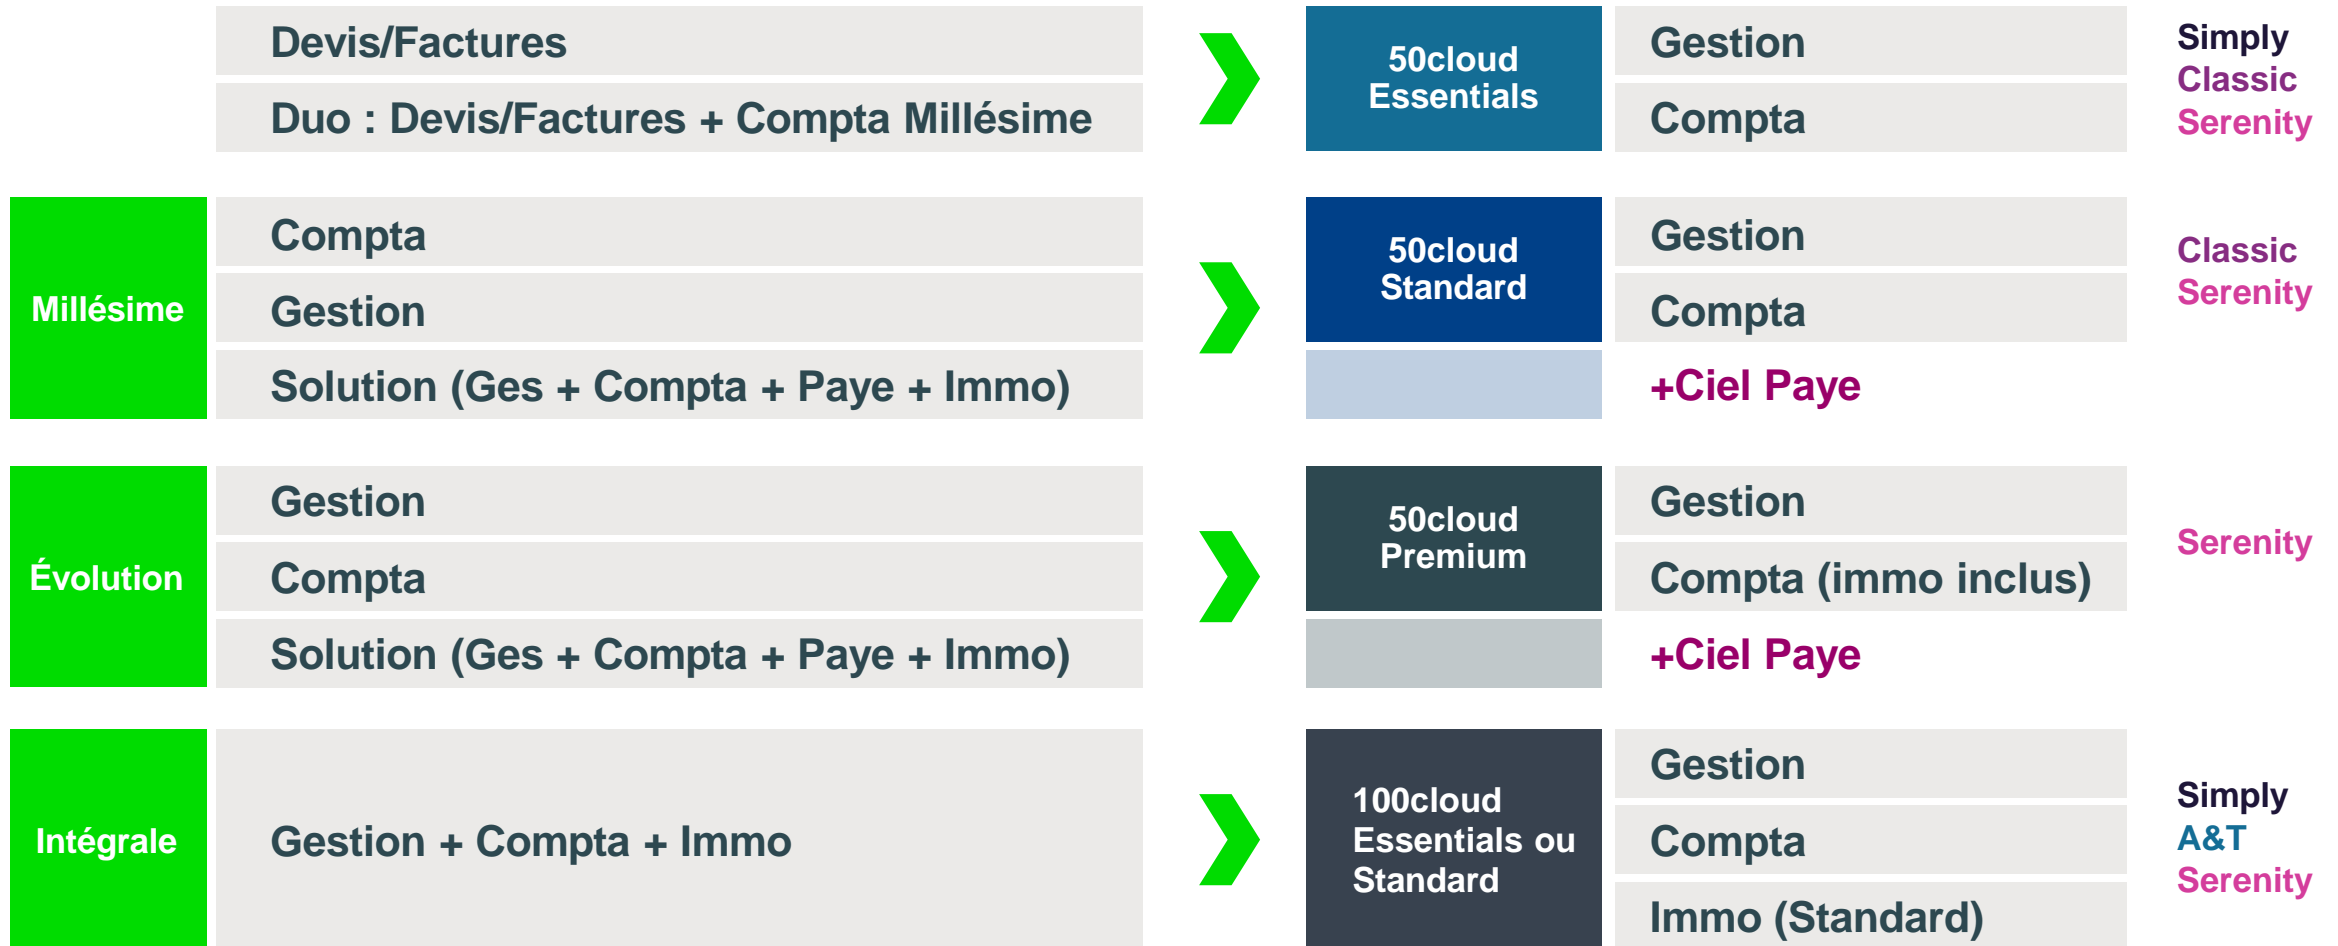 Devis/Factures
Duo : Devis/Factures + Compta Millésime
50cloud
Essentials
Gestion
Compta
Simply
Classic
Serenity
Millésime
Compta
Gestion
Solution (Ges + Compta + Paye + Immo)
50cloud
Standard
Gestion
Compta
+Ciel Paye
Classic
Serenity
Évolution
Gestion
Compta
Solution (Ges + Compta + Paye + Immo)
50cloud
Premium
Gestion
Compta (immo inclus)
+Ciel Paye
Serenity
Intégrale
Gestion + Compta + Immo
100cloud
Essentials ou
Standard
Gestion
Compta
Immo (Standard)
Simply
A&T
Serenity